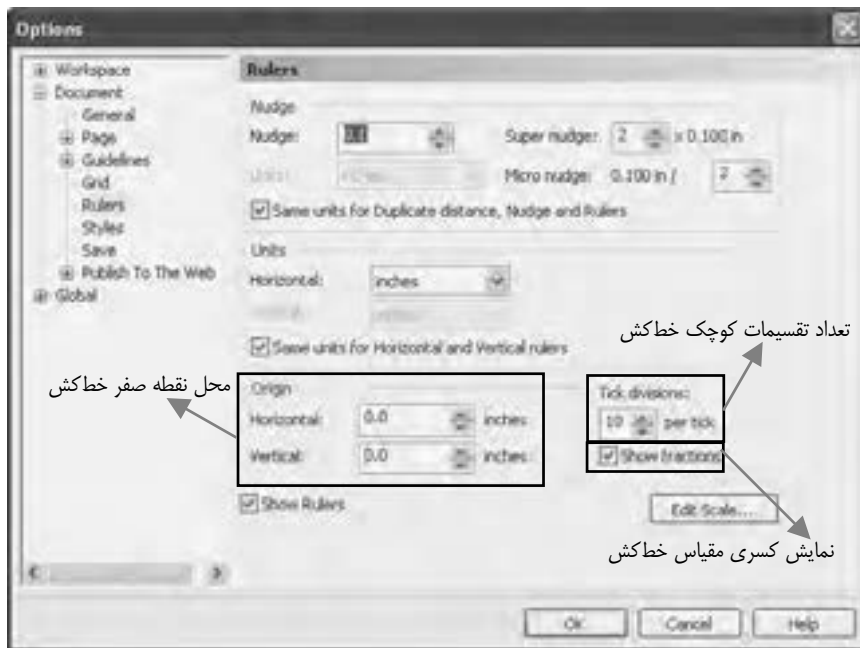 Options
Workspace
Document
General
Page
Guidelines
Grid
Rulers
Styles
Save
Publish To The Web
Global
Rulers
Nudge
Nudge: 0.1 Super nudge: 2 x 0.100 in
Units: Micro nudge: 0.100 in / 2
Same units for Duplicate distance, Nudge and Rulers
Units
Horizontal: inches
Same units for Horizontal and Vertical rulers
تعداد تقسیمات کوچک خط‌کش
محل نقطه صفر خط‌کش
Origin
Horizontal: 0.0 inches
Vertical: 0.0 inches
Tick divisions:
10 per tick
Show fractions
Show Rulers
Edit Scale...
نمایش کسری مقیاس خط‌کش
OK Cancel Help